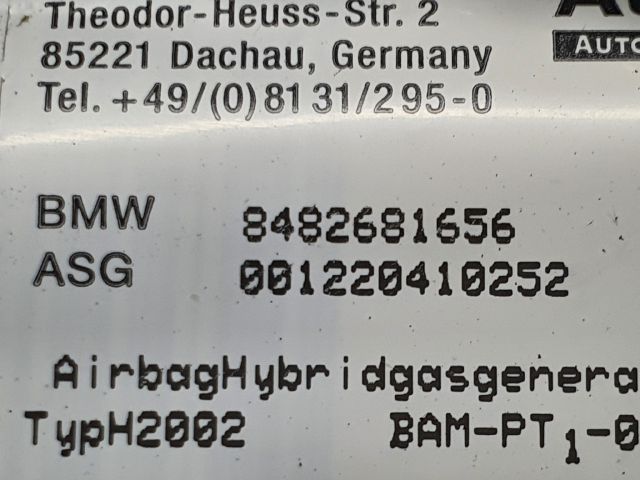 Theodor-Heuss-Str. 2
85221 Dachau, Germany
Tel. +49/(0)81 31/295-0
AUTO
BMW 8482681656
ASG 001220410252
AirbagHybridgasgenera
TypH2002 BAM-PT1-0